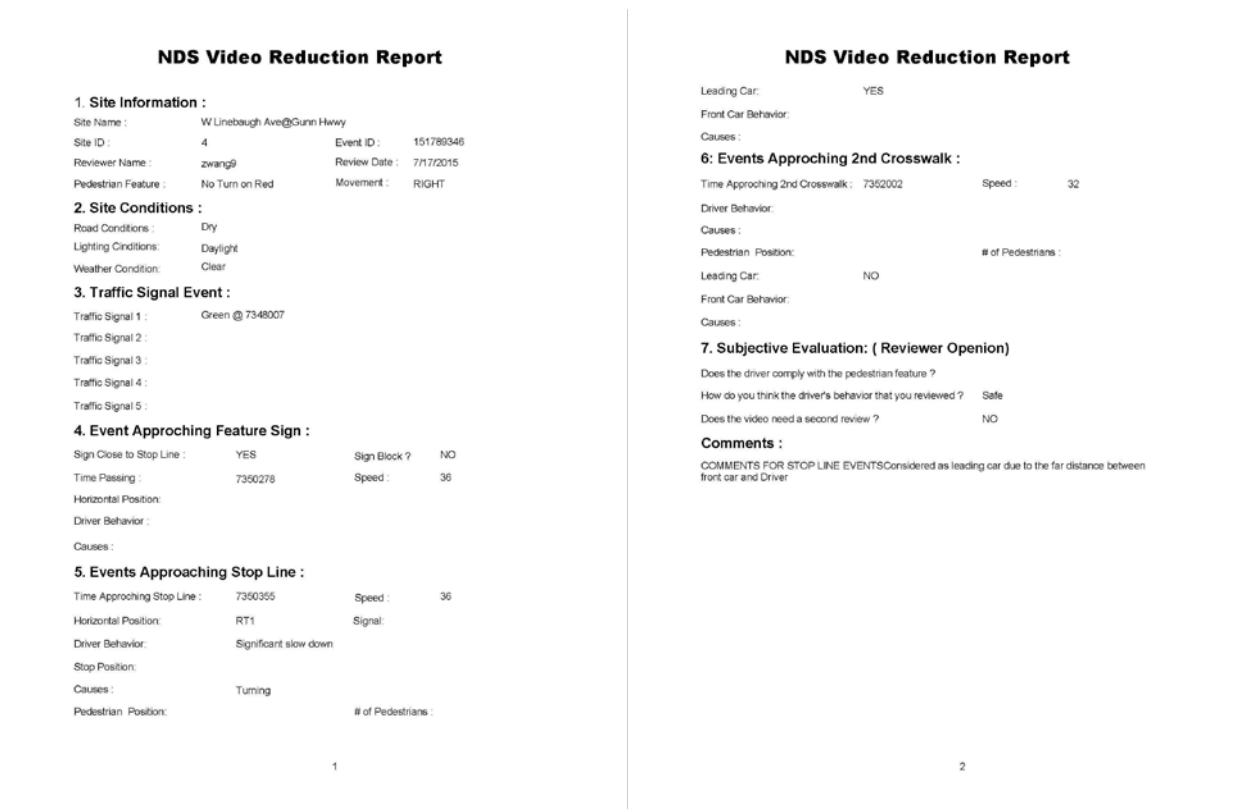 NDS Video Reduction Report
1. Site Information :
Site Name : W Linebaugh Ave@Gunn Hwwy
Site ID : 4 Event ID : 151789346
Reviewer Name : zwang9 Review Date : 7/17/2015
Pedestrian Feature : No Turn on Red Movement : RIGHT
2. Site Conditions :
Road Conditions : Dry
Lighting Cinditions: Daylight
Weather Condition: Clear
3. Traffic Signal Event :
Traffic Signal 1 : Green @ 7348007
Traffic Signal 2 :
Traffic Signal 3 :
Traffic Signal 4 :
Traffic Signal 5 :
4. Event Approching Feature Sign :
Sign Close to Stop Line : YES Sign Block ? NO
Time Passing : 7350278 Speed : 36
Horizontal Position:
Driver Behavior :
Causes :
5. Events Approaching Stop Line :
Time Approching Stop Line : 7350355 Speed : 36
Horizontal Position: RT1 Signal:
Driver Behavior: Significant slow down
Stop Position:
Causes : Turning
Pedestrian Position: # of Pedestrians :
1
NDS Video Reduction Report
Leading Car: YES
Front Car Behavior:
Causes :
6: Events Approching 2nd Crosswalk :
Time Approching 2nd Crosswalk : 7352002 Speed : 32
Driver Behavior:
Causes :
Pedestrian Position: # of Pedestrians :
Leading Car: NO
Front Car Behavior:
Causes :
7. Subjective Evaluation: ( Reviewer Openion)
Does the driver comply with the pedestrian feature ?
How do you think the driver's behavior that you reviewed ? Safe
Does the video need a second review ? NO
Comments :
COMMENTS FOR STOP LINE EVENTSConsidered as leading car due to the far distance between
front car and Driver
2